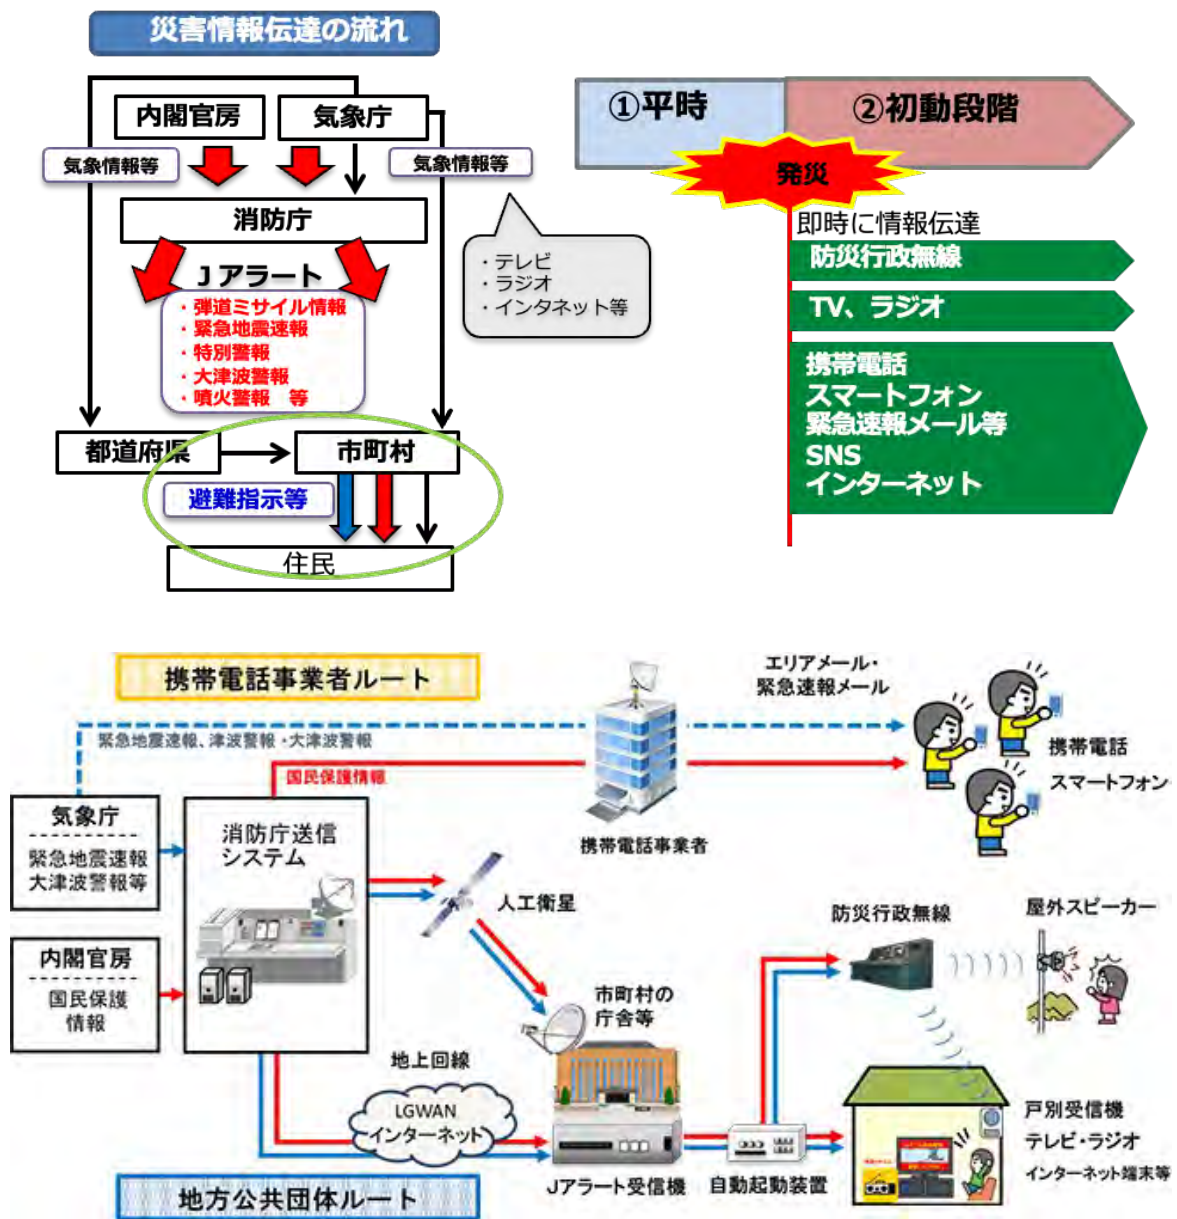 災害情報伝達の流れ
内閣官房
気象庁
気象情報等
気象情報等
消防庁
Jアラート
・弾道ミサイル情報
・緊急地震速報
・特別警報
・大津波警報
・噴火警報 等
・テレビ
・ラジオ
・インタネット等
都道府県
市町村
避難指示等
住民
①平時
②初動段階
発災
即時に情報伝達
防災行政無線
TV、ラジオ
携帯電話
スマートフォン
緊急速報メール等
SNS
インターネット
携帯電話事業者ルート
エリアメール・
緊急速報メール
緊急地震速報、津波警報・大津波警報
国民保護情報
携帯電話
スマートフォン
携帯電話事業者
気象庁
緊急地震速報
大津波警報等
消防庁送信
システム
人工衛星
内閣官房
国民保護
情報
防災行政無線
屋外スピーカー
市町村の
庁舎等
地上回線
LGWAN
インターネット
Jアラート受信機
自動起動装置
戸別受信機
テレビ・ラジオ
インターネット端末等
地方公共団体ルート